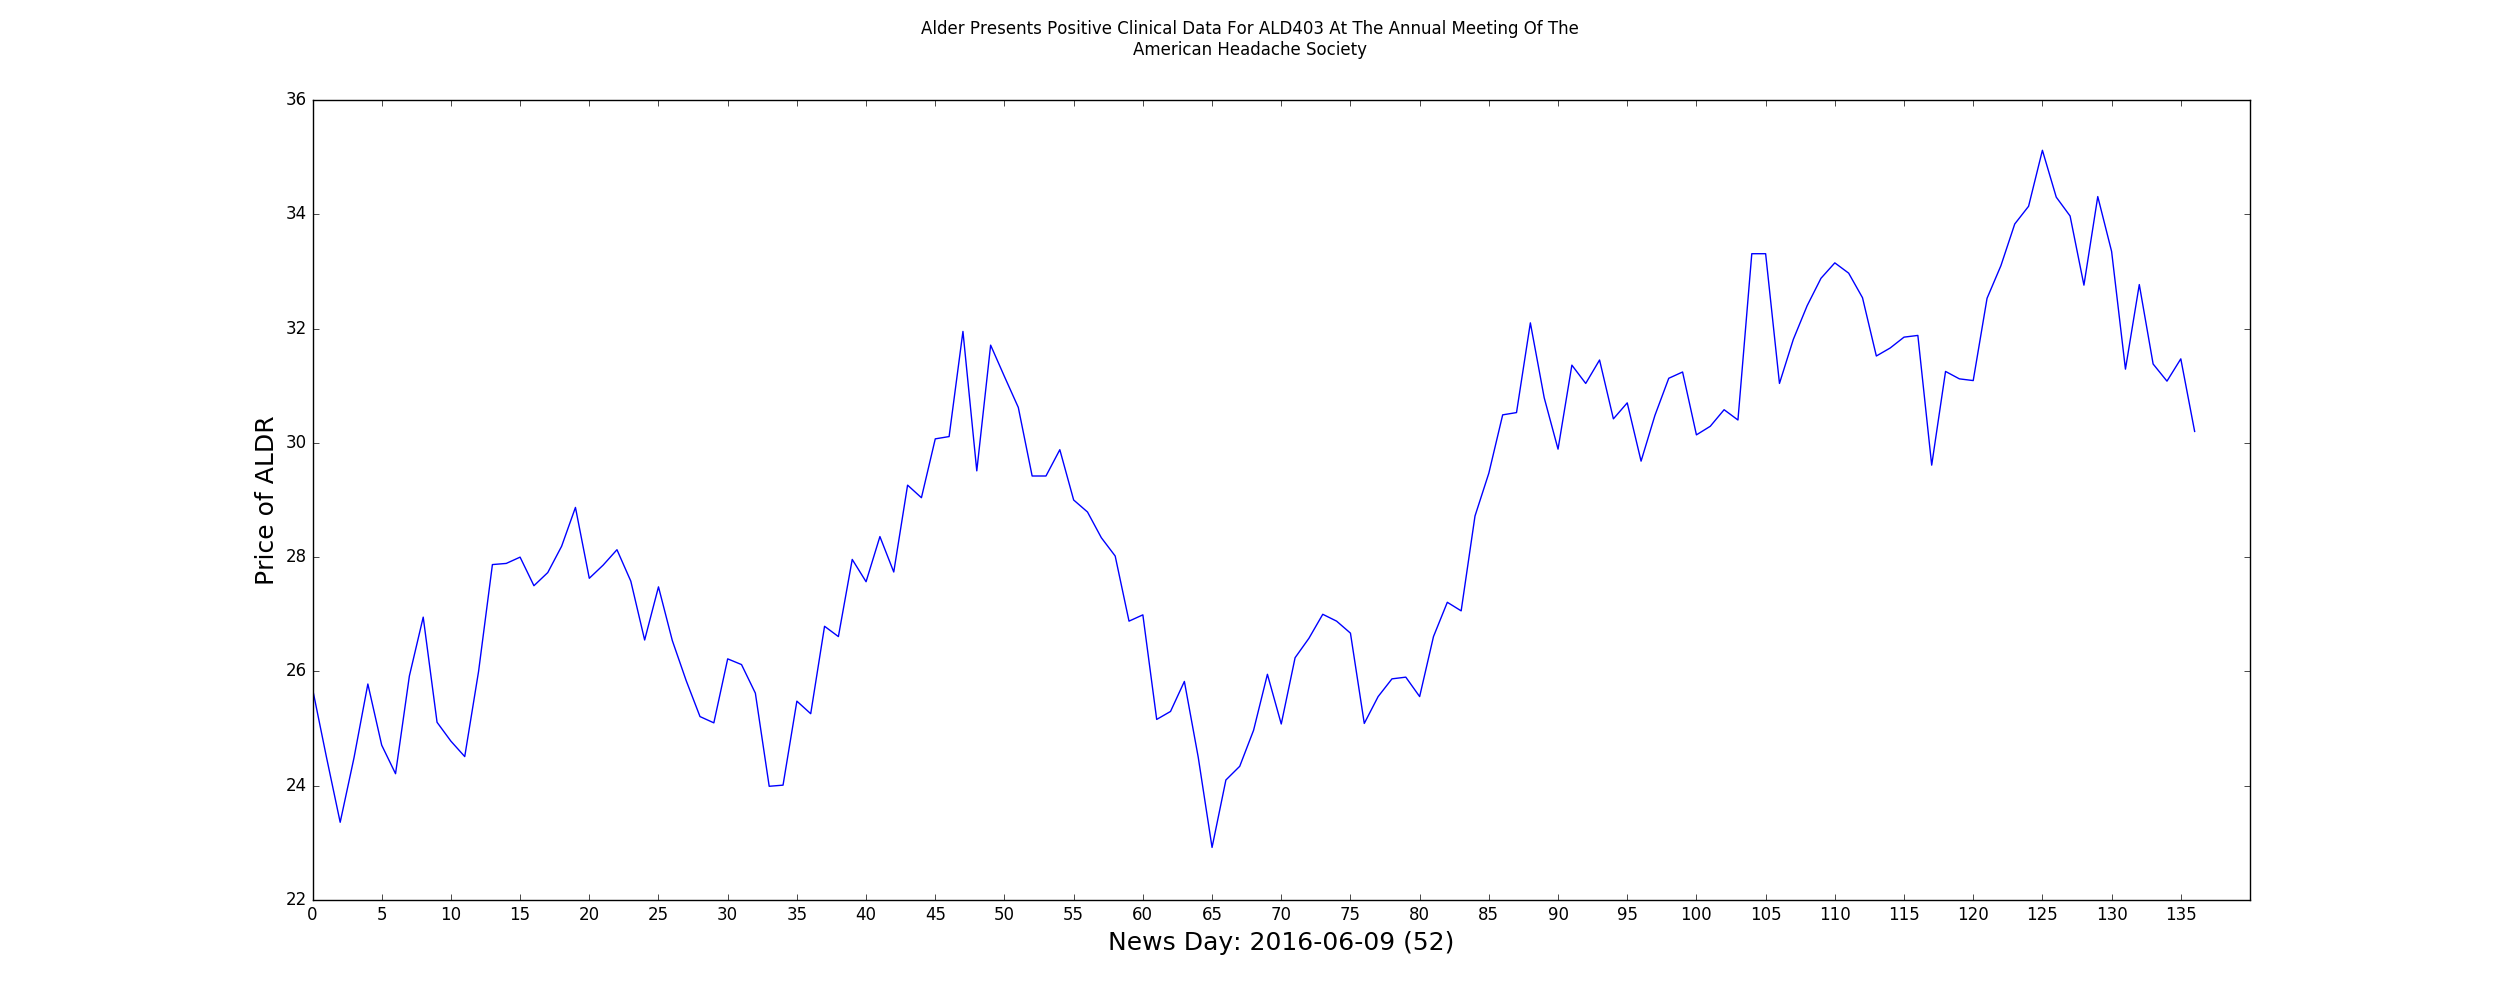 Alder Presents Positive Clinical Data For ALD403 At The Annual Meeting Of The
American Headache Society
36
34
32
30
28
26
24
22
Price of ALDR
0 5 10 15 20 25 30 35 40 45 50 55 60 65 70 75 80 85 90 95 100 105 110 115 120 125 130 135
News Day: 2016-06-09 (52)